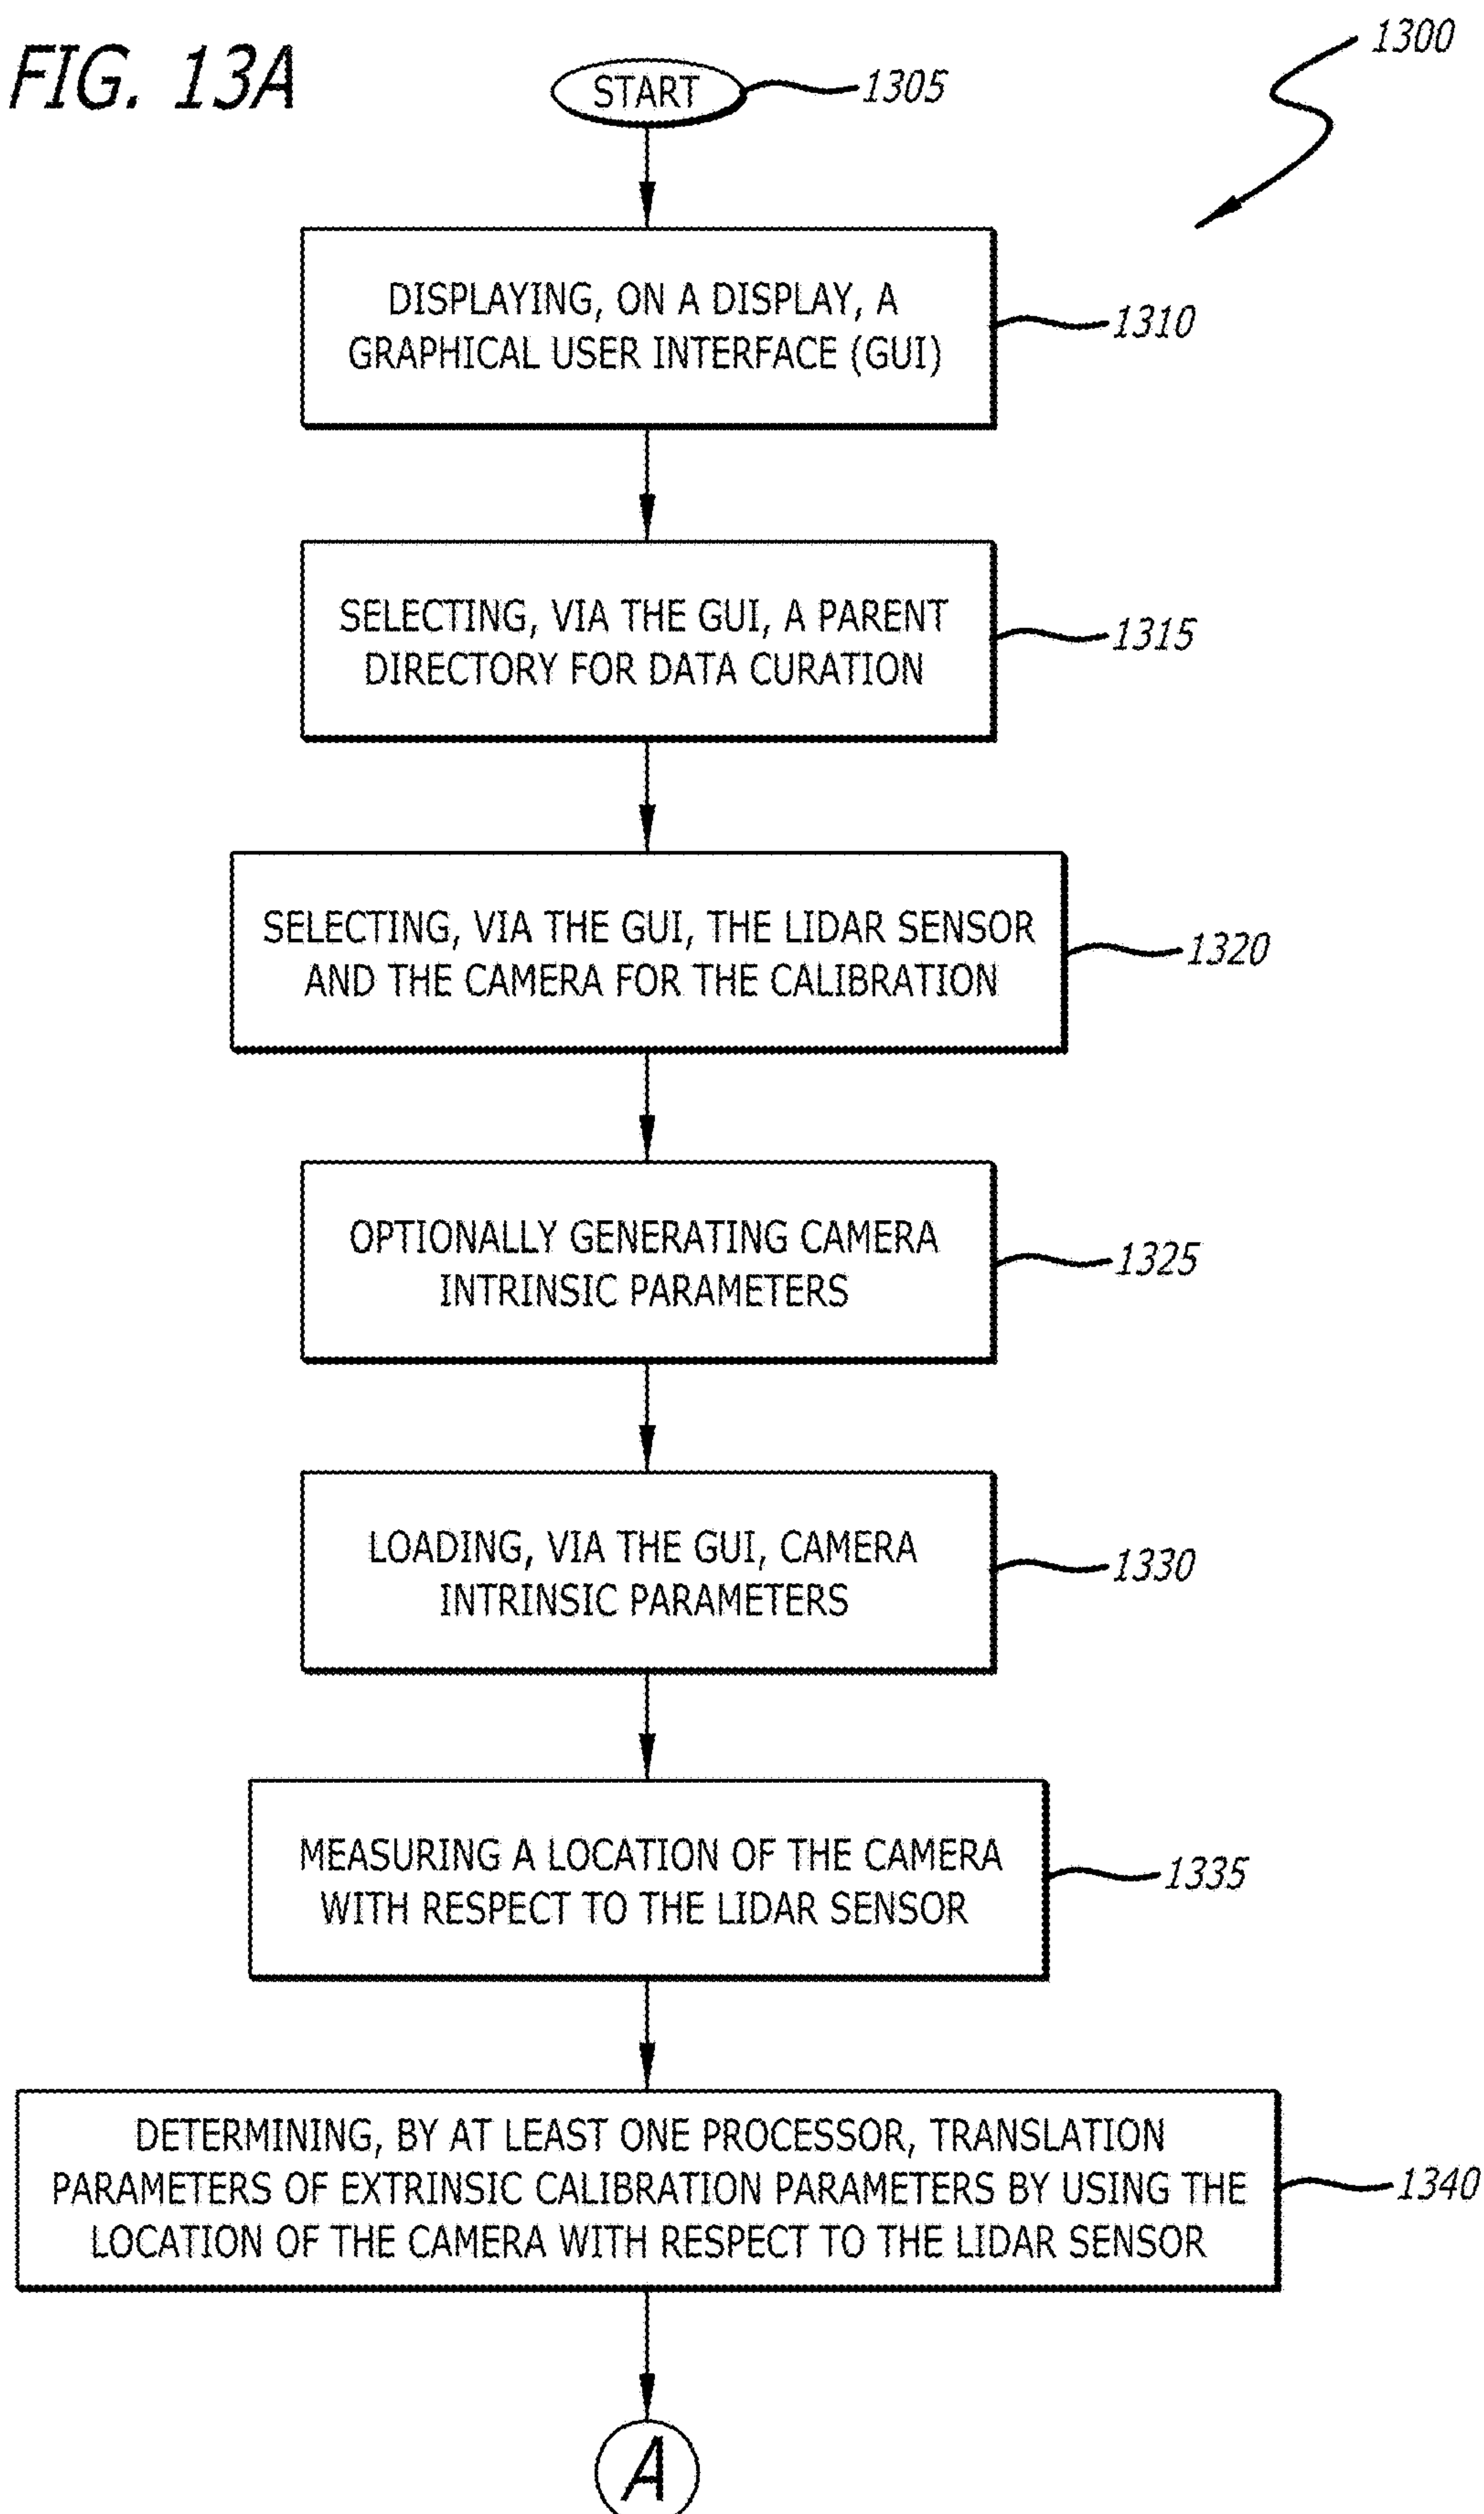 FIG. 13A
1300
START
1305
DISPLAYING, ON A DISPLAY, A
GRAPHICAL USER INTERFACE (GUI)
1310
SELECTING, VIA THE GUI, A PARENT
DIRECTORY FOR DATA CURATION
1315
SELECTING, VIA THE GUI, THE LIDAR SENSOR
AND THE CAMERA FOR THE CALIBRATION
1320
OPTIONALLY GENERATING CAMERA
INTRINSIC PARAMETERS
1325
LOADING, VIA THE GUI, CAMERA
INTRINSIC PARAMETERS
1330
MEASURING A LOCATION OF THE CAMERA
WITH RESPECT TO THE LIDAR SENSOR
1335
DETERMINING, BY AT LEAST ONE PROCESSOR, TRANSLATION
PARAMETERS OF EXTRINSIC CALIBRATION PARAMETERS BY USING THE
LOCATION OF THE CAMERA WITH RESPECT TO THE LIDAR SENSOR
1340
A